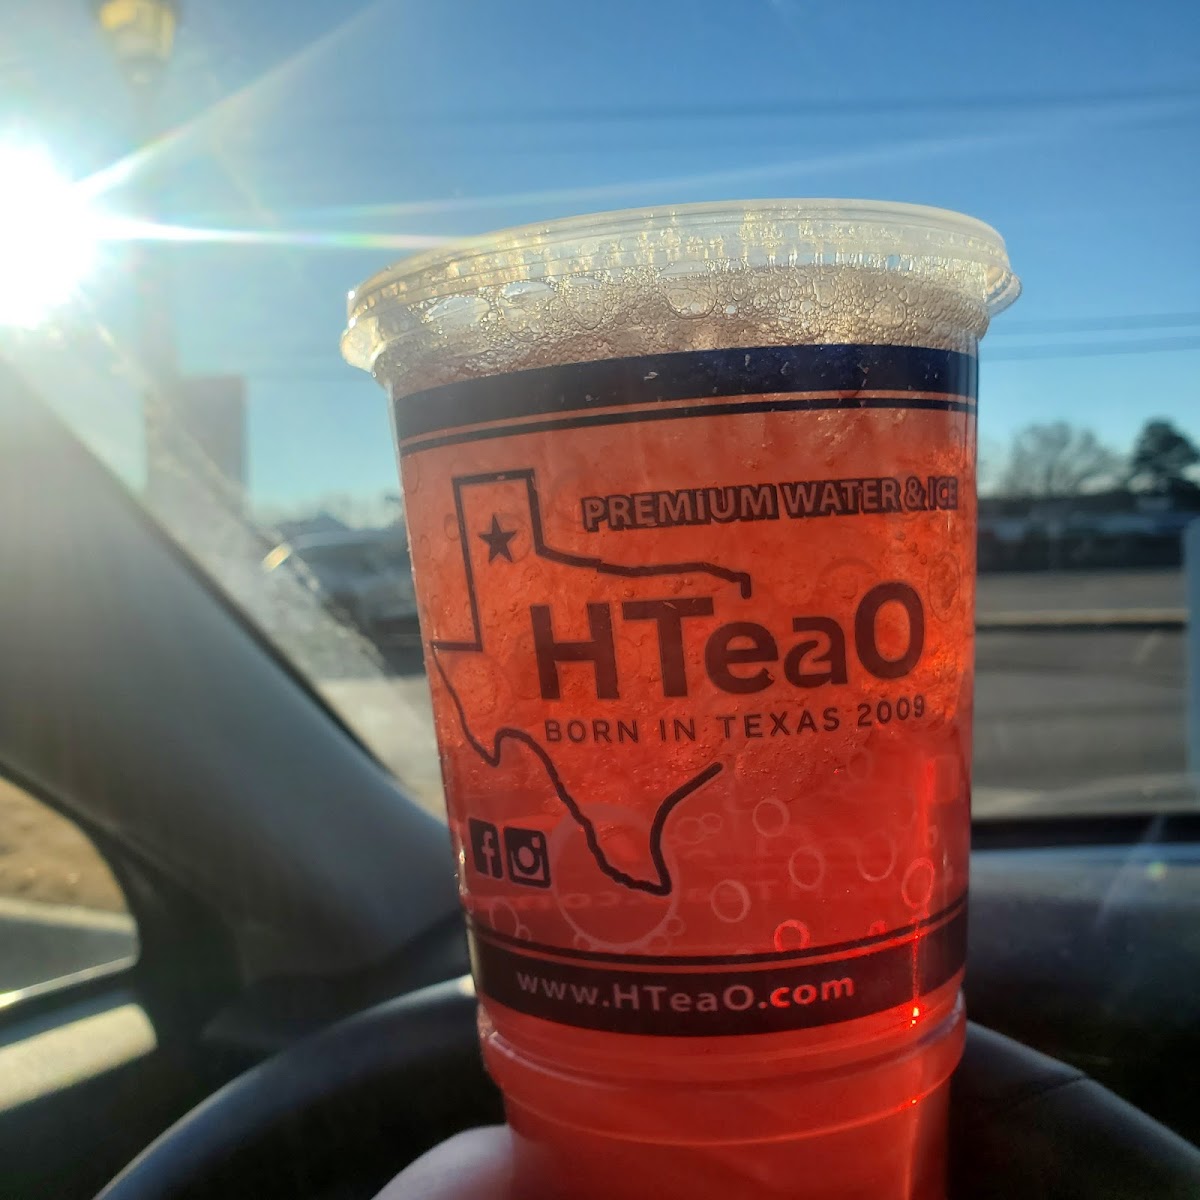 PREMIUM WATER & ICE
HTeaO
BORN IN TEXAS 2009
www.HTeaO.com